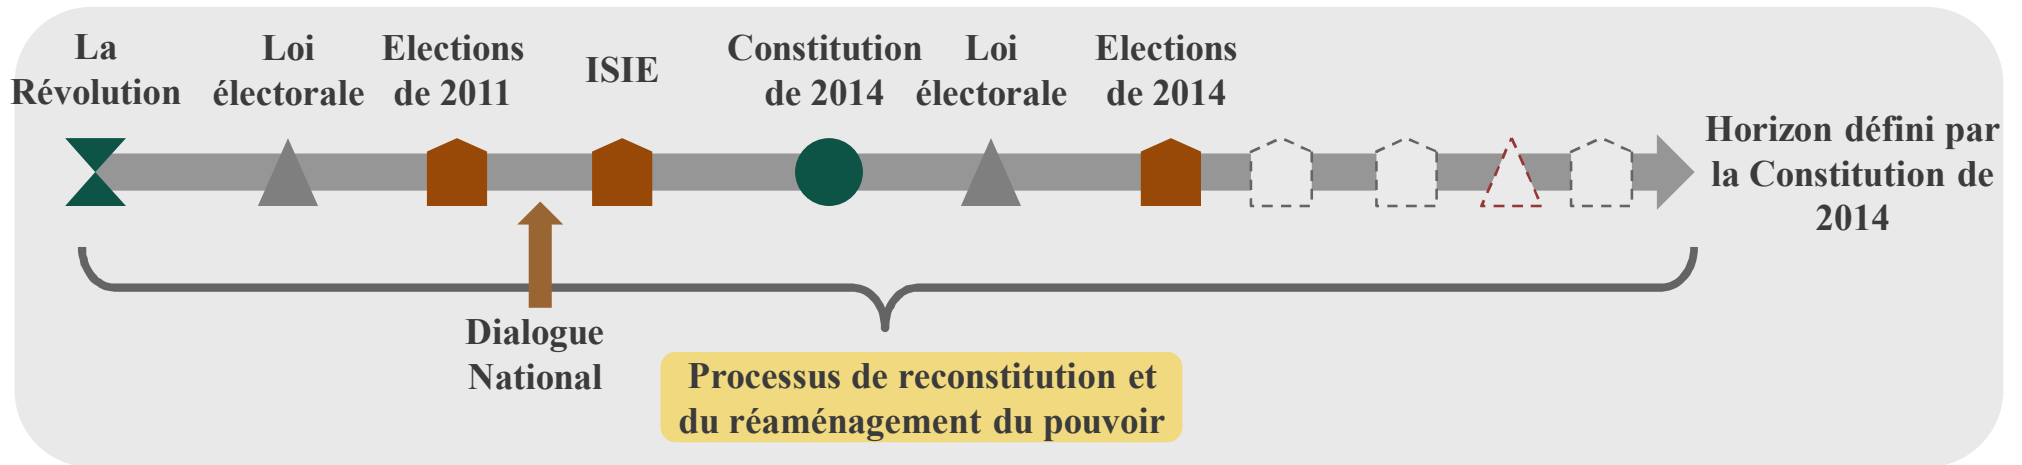 La
Révolution
Loi
électorale
Elections
de 2011
ISIE
Constitution
de 2014
Loi
électorale
Elections
de 2014
Horizon défini par
la Constitution de
2014
Dialogue
National
Processus de reconstitution et
du réaménagement du pouvoir